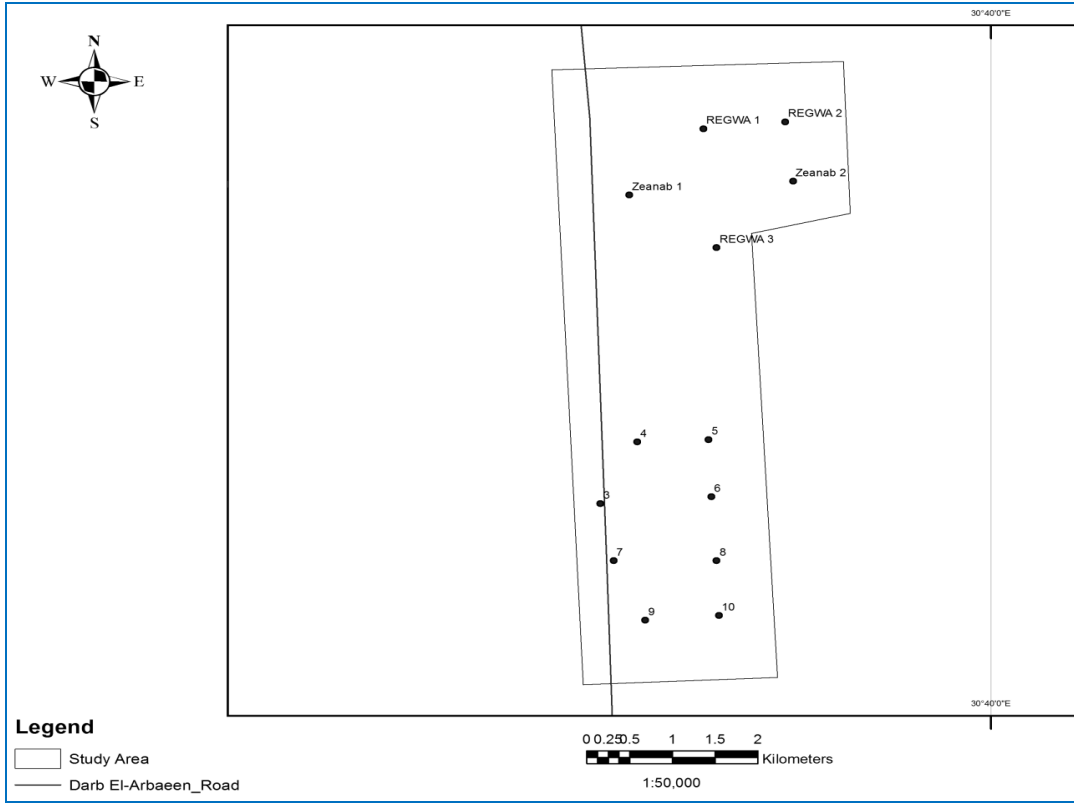 30°40'0"E
N
W E
S
REGWA 1
REGWA 2
Zeanab 1
Zeanab 2
REGWA 3
4
5
3
6
7
8
9
10
30°40'0"E
Legend
Study Area
Darb El-Arbaeen_Road
0 0.25 0.5 1 1.5 2
Kilometers
1:50,000